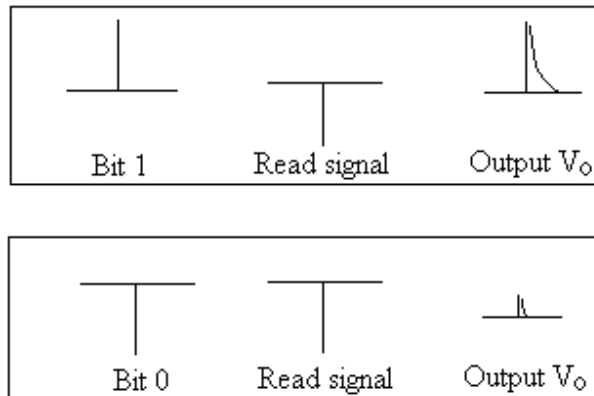 Bit 1 Read signal Output Vo
Bit 0 Read signal Output Vo